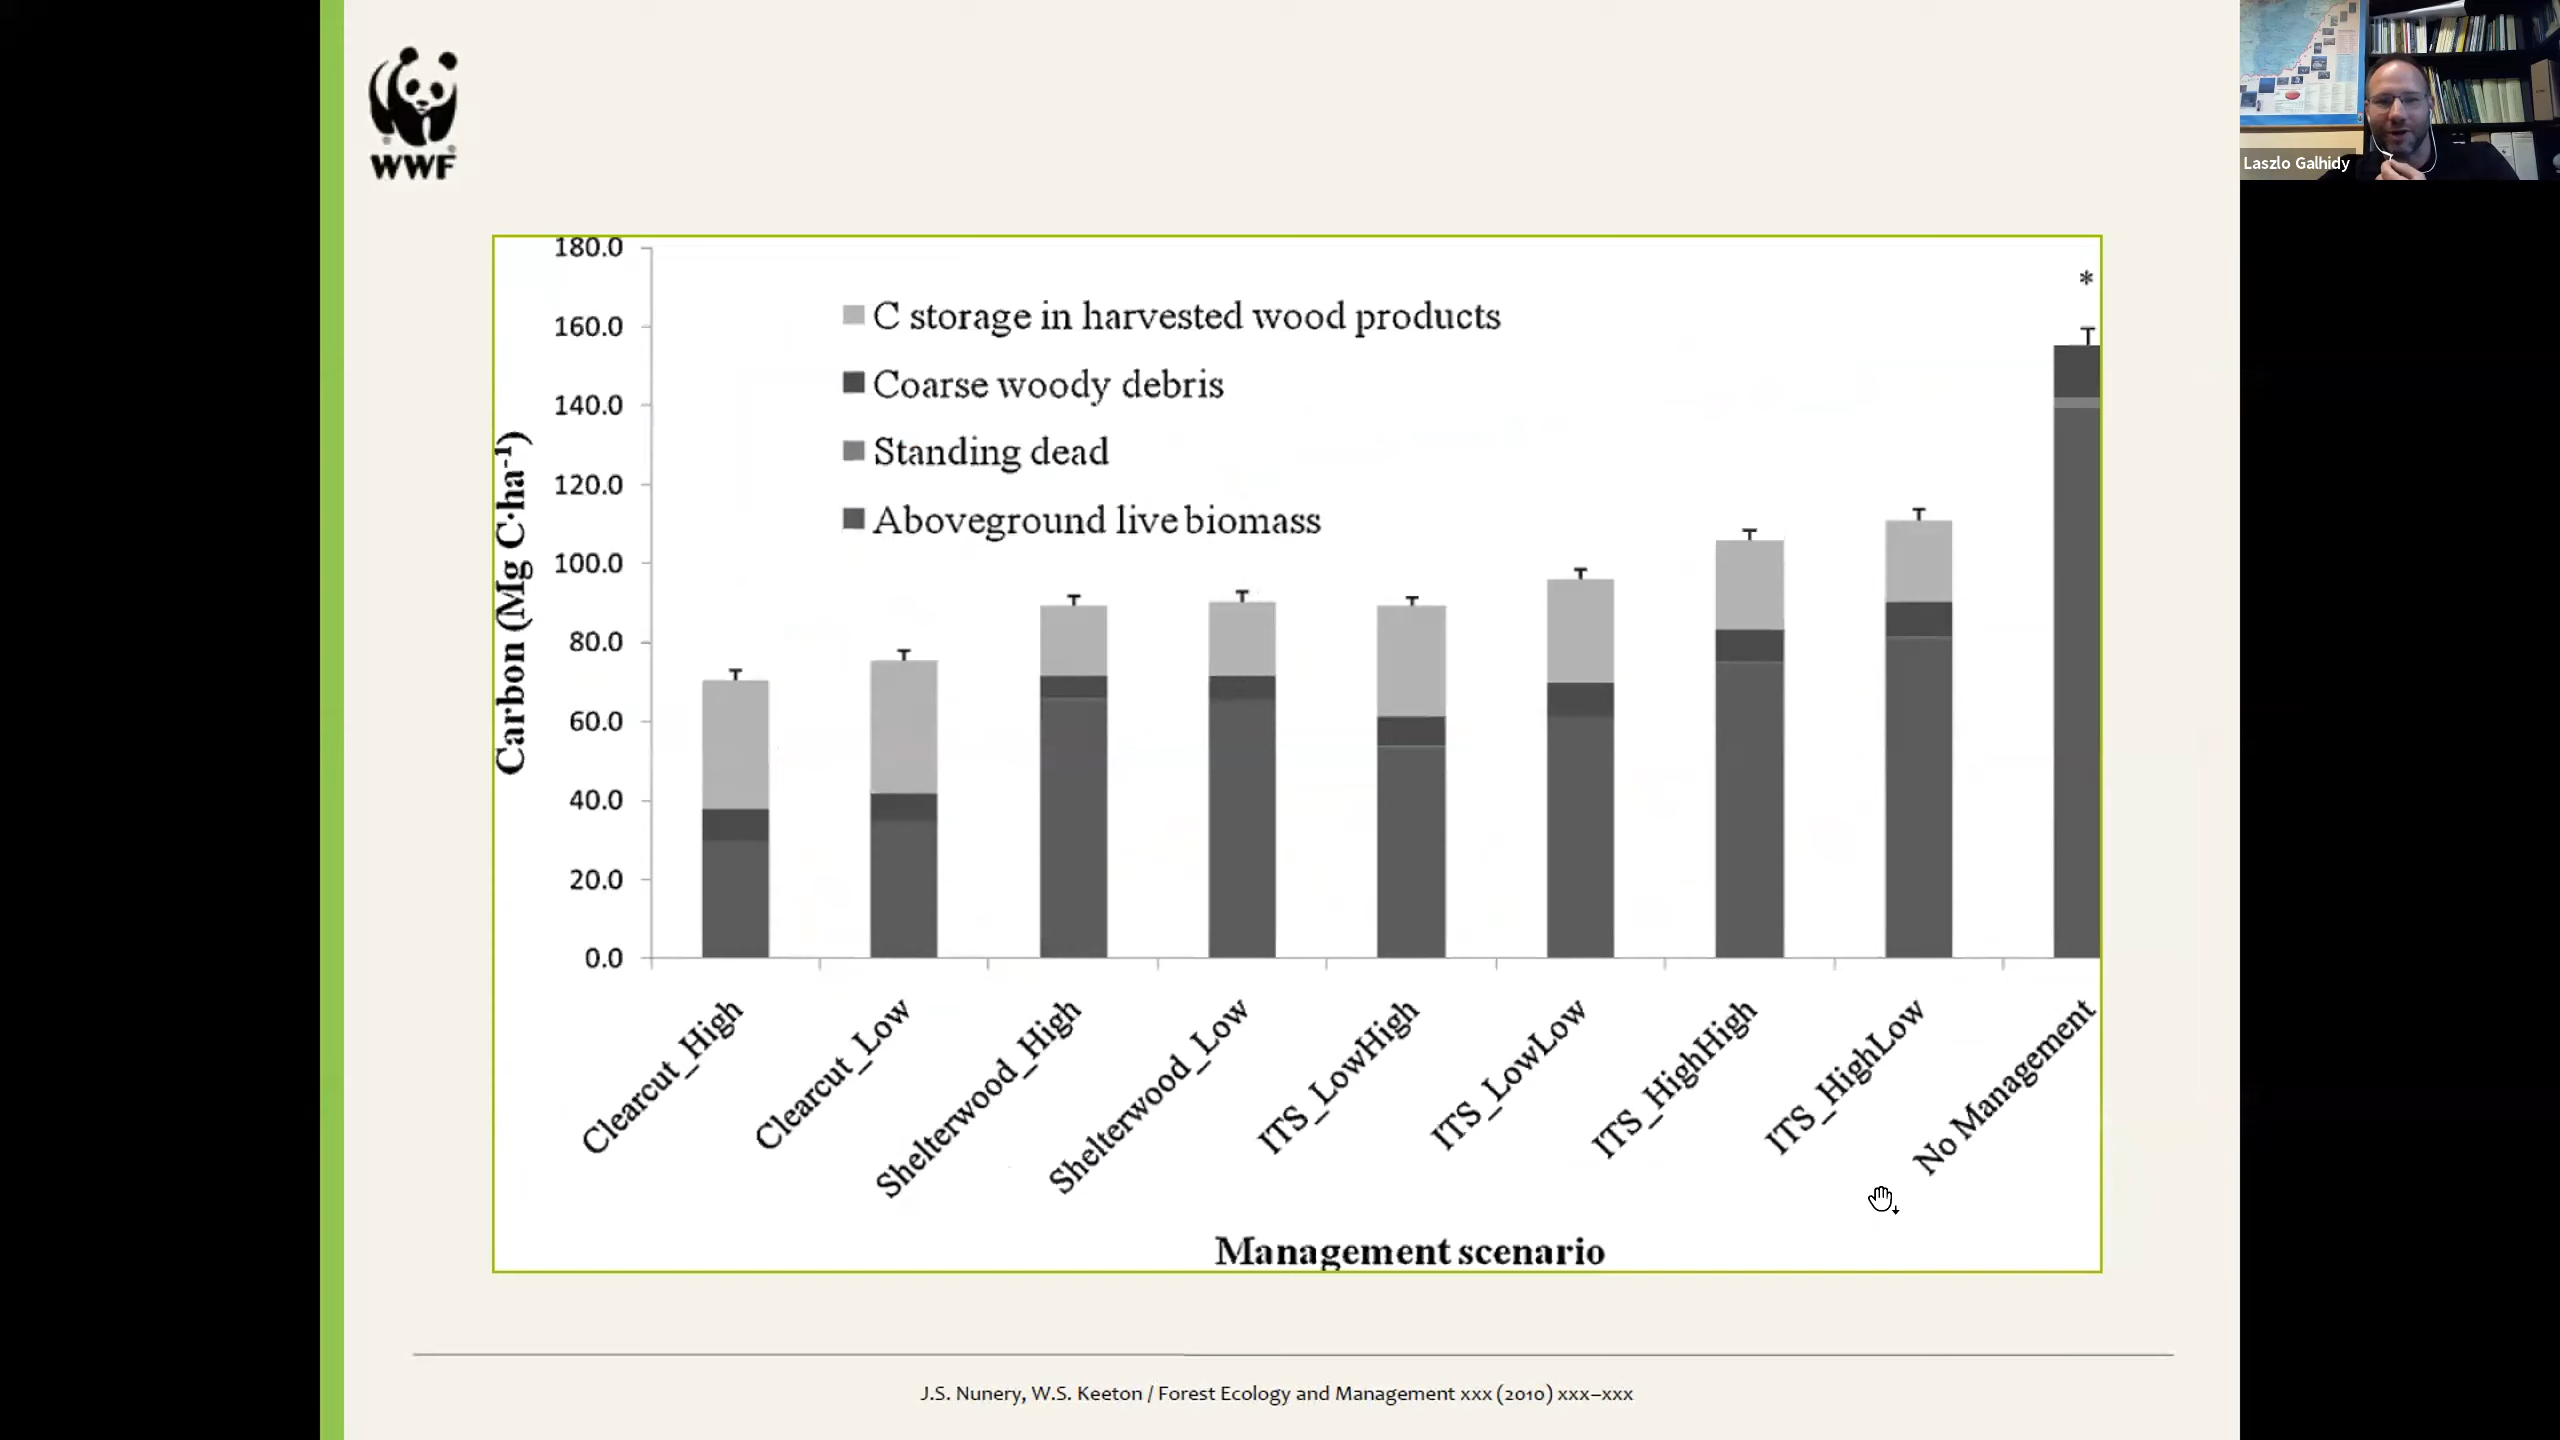 WWF
Laszlo Galhidy
180.0
160.0
140.0
120.0
100.0
80.0
60.0
40.0
20.0
0.0
Carbon (Mg C·ha⁻¹)
*
C storage in harvested wood products
Coarse woody debris
Standing dead
Aboveground live biomass
Clearcut_High
Clearcut_Low
Shelterwood_High
Shelterwood_Low
ITS_LowHigh
ITS_LowLow
ITS_HighHigh
ITS_HighLow
No Management
Management scenario
J.S. Nunery, W.S. Keeton / Forest Ecology and Management xxx (2010) xxx–xxx